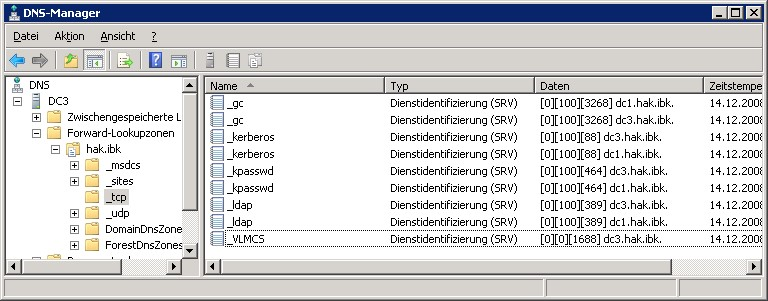 DNS-Manager
Datei Aktion Ansicht ?
DNS
DC3
Zwischengespeicherte L
Forward-Lookupzonen
hak.ibk
_msdcs
_sites
_tcp
_udp
DomainDnsZones
ForestDnsZones
Name Typ Daten Zeitstempe
_gc Dienstidentifizierung (SRV) [0][100][3268] dc1.hak.ibk. 14.12.2008
_gc Dienstidentifizierung (SRV) [0][100][3268] dc3.hak.ibk. 14.12.2008
_kerberos Dienstidentifizierung (SRV) [0][100][88] dc3.hak.ibk. 14.12.2008
_kerberos Dienstidentifizierung (SRV) [0][100][88] dc1.hak.ibk. 14.12.2008
_kpasswd Dienstidentifizierung (SRV) [0][100][464] dc3.hak.ibk. 14.12.2008
_kpasswd Dienstidentifizierung (SRV) [0][100][464] dc1.hak.ibk. 14.12.2008
_ldap Dienstidentifizierung (SRV) [0][100][389] dc3.hak.ibk. 14.12.2008
_ldap Dienstidentifizierung (SRV) [0][100][389] dc1.hak.ibk. 14.12.2008
_VLMCS Dienstidentifizierung (SRV) [0][0][1688] dc3.hak.ibk. 14.12.2008